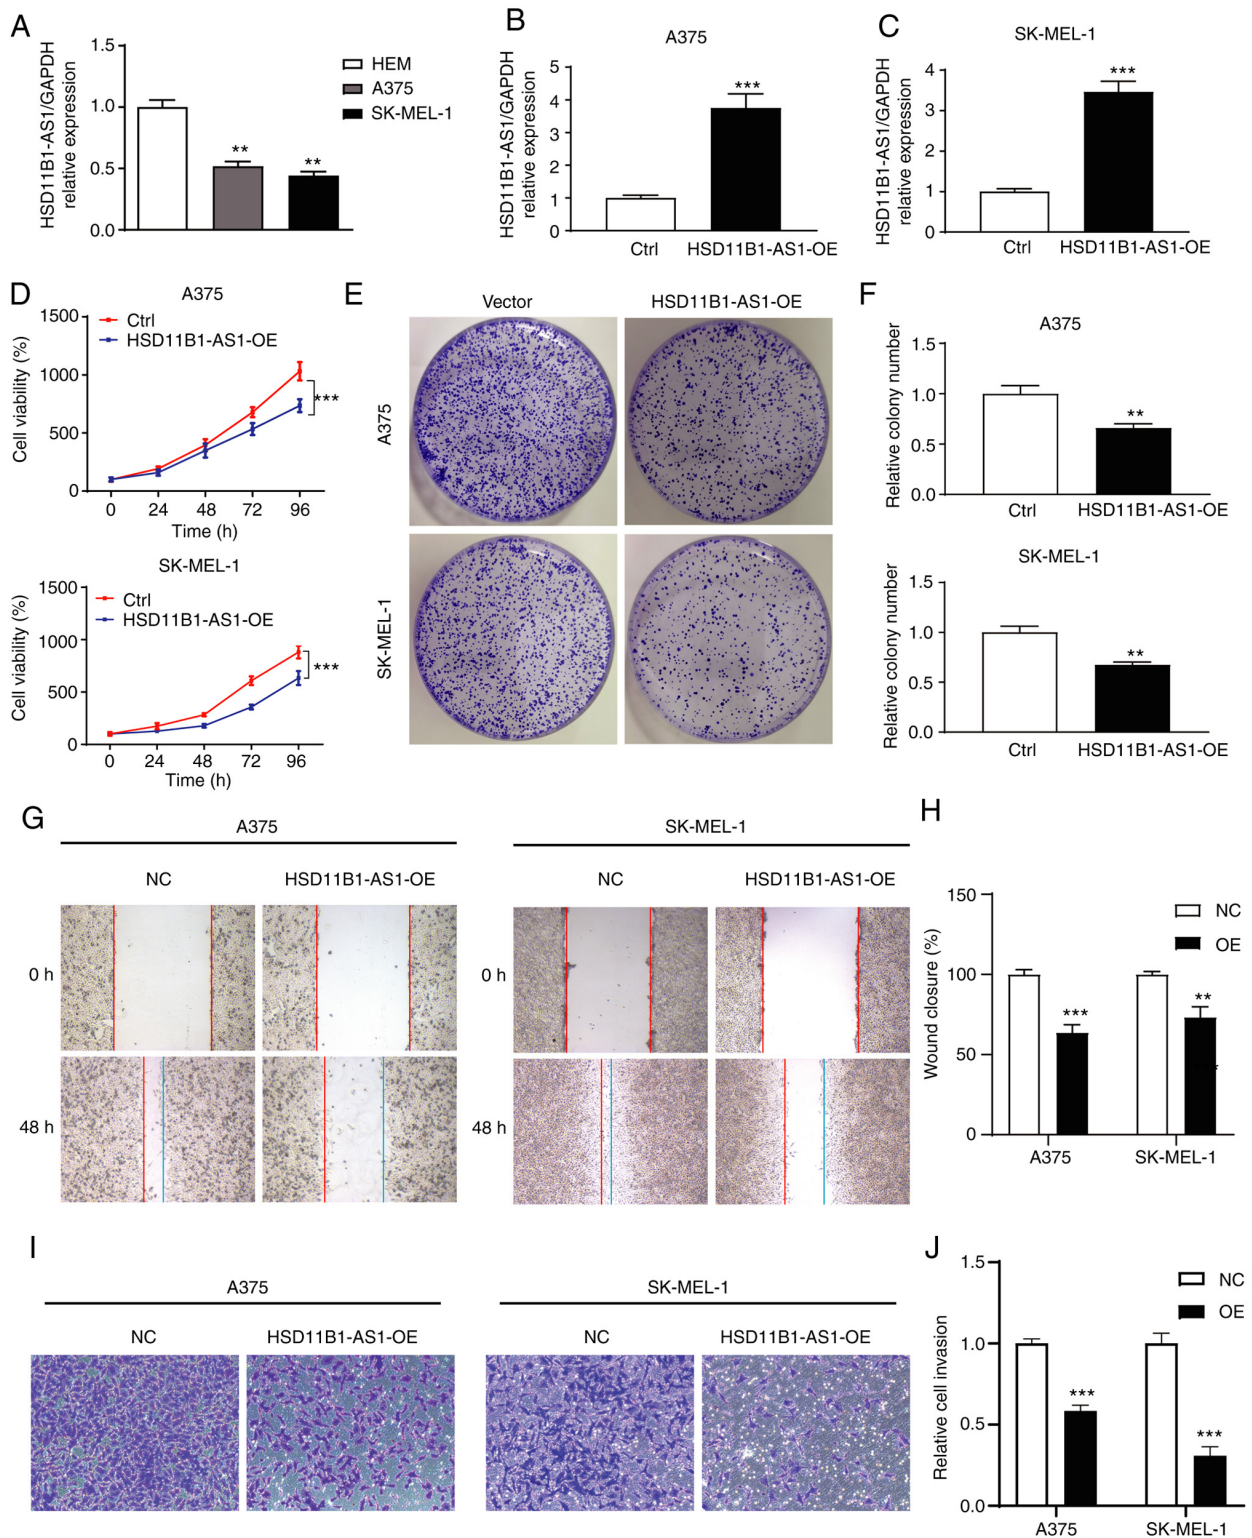 A
HSD11B1-AS1/GAPDH
relative expression
1.5
1.0
0.5
0.0
**
**
HEM
A375
SK-MEL-1
B
A375
HSD11B1-AS1/GAPDH
relative expression
5
4
3
2
1
0
***
Ctrl
HSD11B1-AS1-OE
C
SK-MEL-1
HSD11B1-AS1/GAPDH
relative expression
4
3
2
1
0
***
Ctrl
HSD11B1-AS1-OE
D
A375
Cell viability (%)
1500
1000
500
0
Ctrl
HSD11B1-AS1-OE
***
0 24 48 72 96
Time (h)
SK-MEL-1
Cell viability (%)
1500
1000
500
0
Ctrl
HSD11B1-AS1-OE
***
0 24 48 72 96
Time (h)
E
Vector
HSD11B1-AS1-OE
A375
SK-MEL-1
F
A375
Relative colony number
1.5
1.0
0.5
0.0
**
Ctrl
HSD11B1-AS1-OE
SK-MEL-1
Relative colony number
1.5
1.0
0.5
0.0
**
Ctrl
HSD11B1-AS1-OE
G
A375
NC
HSD11B1-AS1-OE
0 h
48 h
SK-MEL-1
NC
HSD11B1-AS1-OE
0 h
48 h
H
Wound closure (%)
150
100
50
0
NC
OE
***
**
A375
SK-MEL-1
I
A375
NC
HSD11B1-AS1-OE
SK-MEL-1
NC
HSD11B1-AS1-OE
J
Relative cell invasion
1.5
1.0
0.5
0.0
NC
OE
***
***
A375
SK-MEL-1